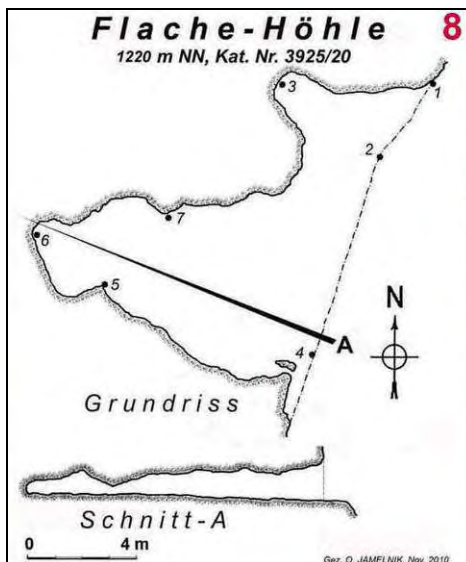 Flache-Höhle 8
1220 m NN, Kat. Nr. 3925/20
3
1
2
7
6
5
N
A
4
Grundriss
Schnitt-A
0 4 m
Gez. O. JAMELNIK, Nov. 2010